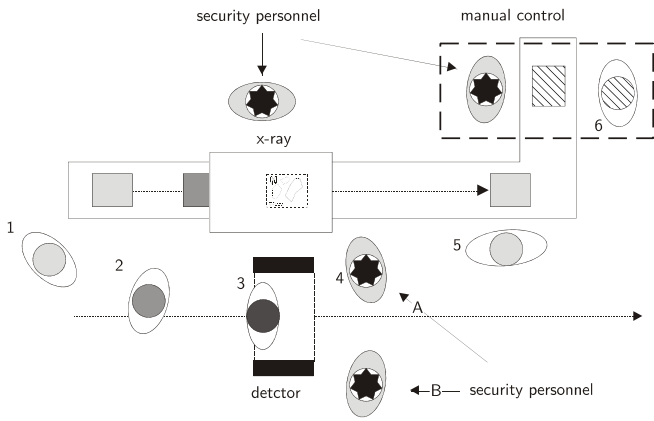 security personnel
manual control
6
x-ray
1
2
3
4
5
A
detctor
B
security personnel